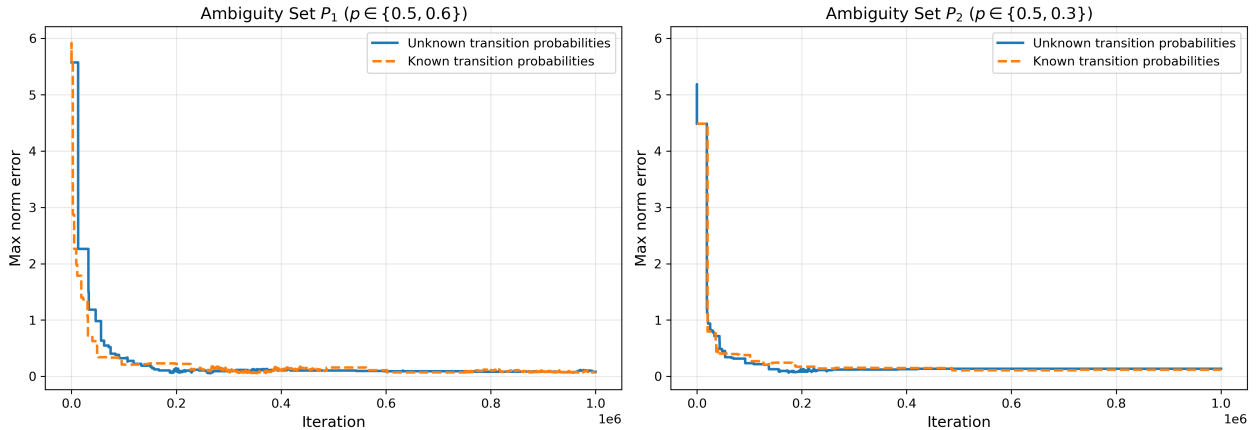 Ambiguity Set P₁ (p ∈ {0.5, 0.6})
Max norm error
6
5
4
3
2
1
0
Unknown transition probabilities
Known transition probabilities
0.0 0.2 0.4 0.6 0.8 1.0
1e6
Iteration
Ambiguity Set P₂ (p ∈ {0.5, 0.3})
Max norm error
6
5
4
3
2
1
0
Unknown transition probabilities
Known transition probabilities
0.0 0.2 0.4 0.6 0.8 1.0
1e6
Iteration